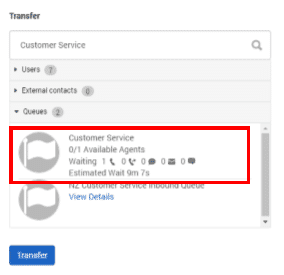 Transfer
Customer Service
Users 7
External contacts 0
Queues 2
Customer Service
0/1 Available Agents
Waiting 1 0 0 0 0
Estimated Wait 9m 7s
NZ Customer Service Inbound Queue
View Details
Transfer